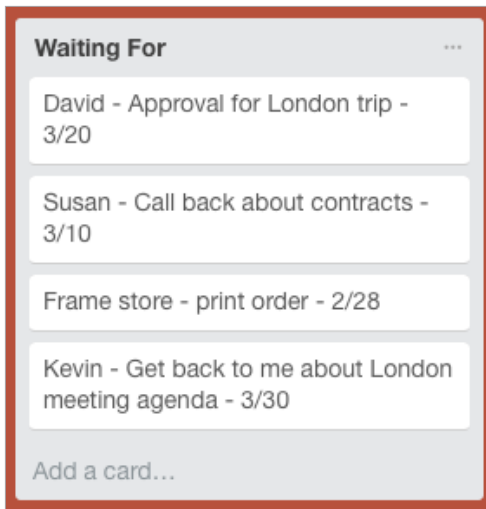 Waiting For
David - Approval for London trip -
3/20
Susan - Call back about contracts -
3/10
Frame store - print order - 2/28
Kevin - Get back to me about London
meeting agenda - 3/30
Add a card...